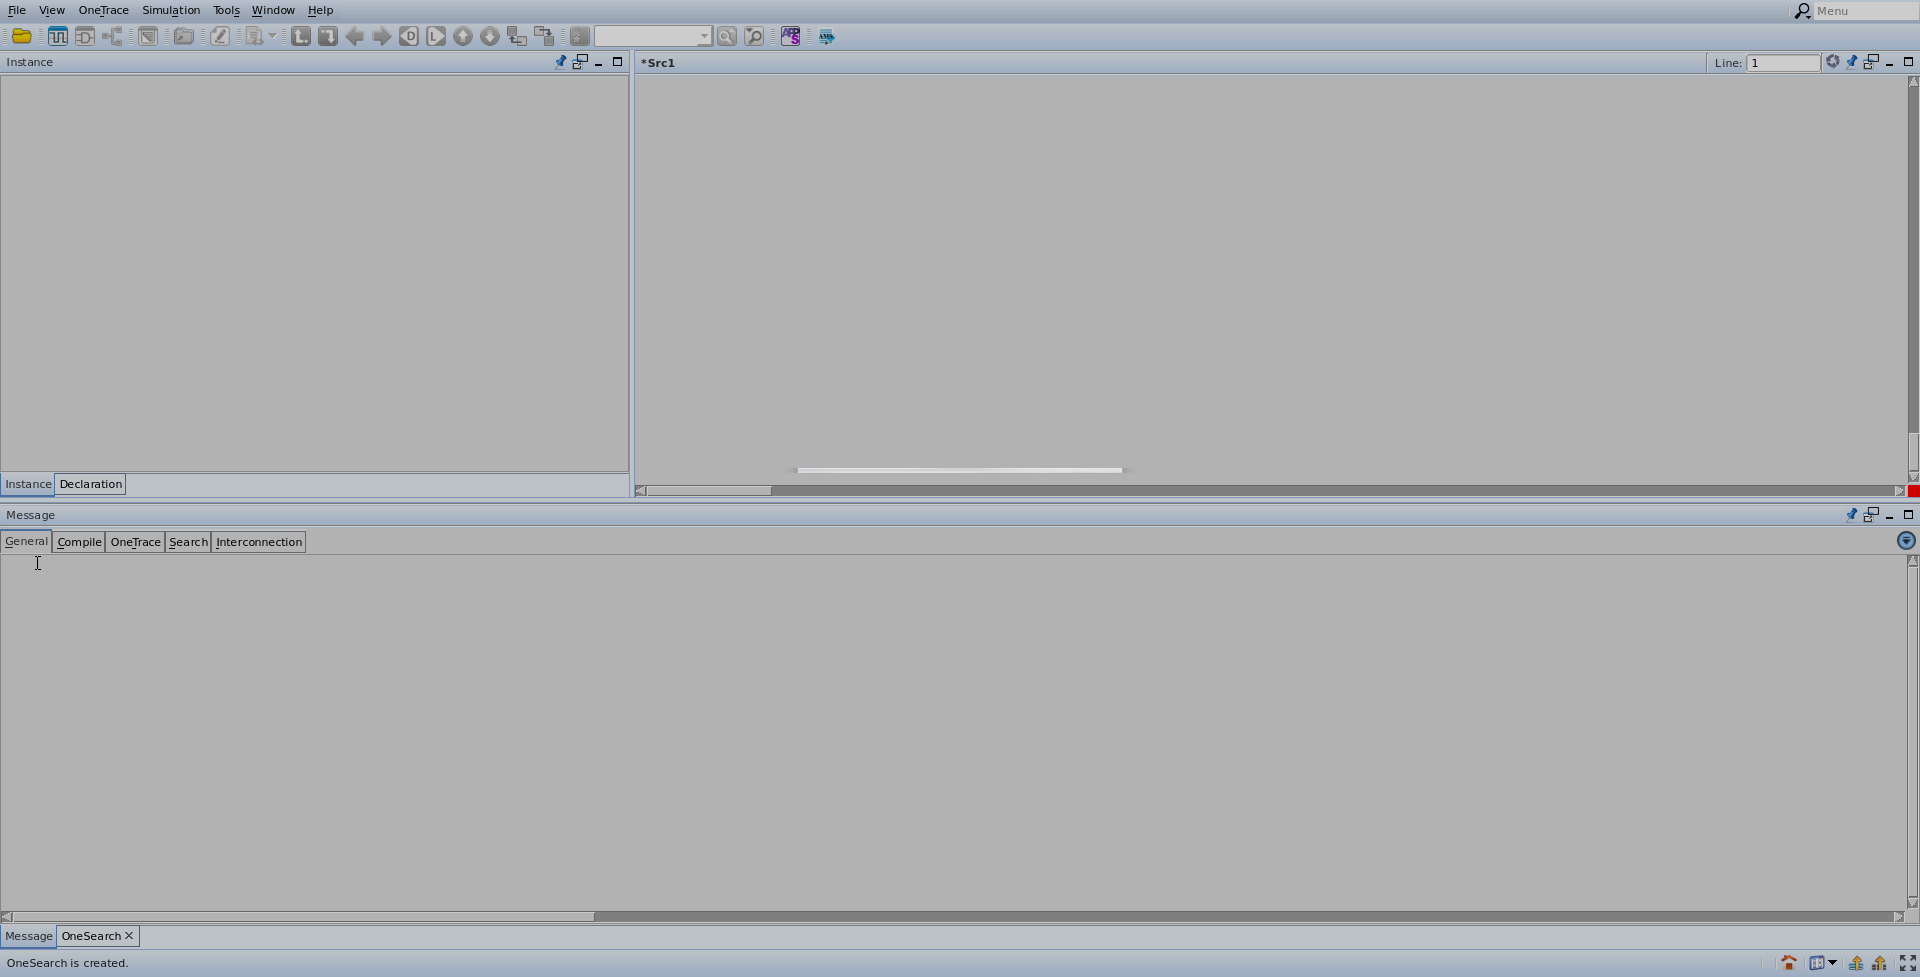 File View OneTrace Simulation Tools Window Help Menu
D L APPS
Instance
*Src1 Line: 1
Instance Declaration
Message
General Compile OneTrace Search Interconnection
Message OneSearch
OneSearch is created.